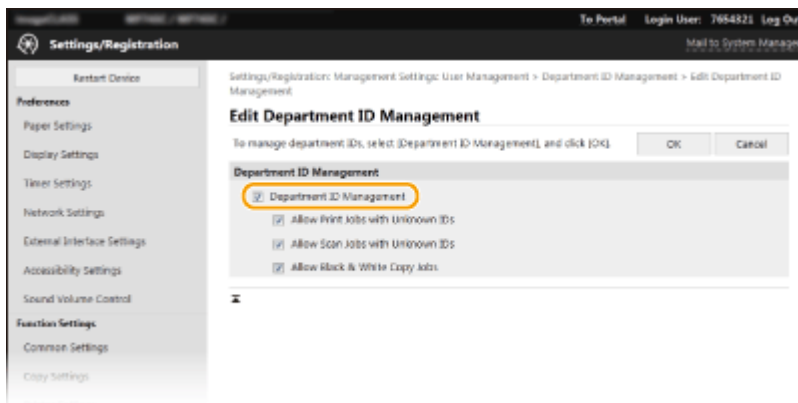 To Portal Login User: 7654321 Log Ou
Settings/Registration
Mail to System Manage
Restart Device
Preferences
Paper Settings
Display Settings
Timer Settings
Network Settings
External Interface Settings
Accessibility Settings
Sound Volume Control
Function Settings
Common Settings
Copy Settings
Settings/Registration: Management Settings: User Management > Department ID Management > Edit Department ID
Management
Edit Department ID Management
To manage department IDs, select [Department ID Management], and click [OK].
OK
Cancel
Department ID Management
Department ID Management
Allow Print Jobs with Unknown IDs
Allow Scan Jobs with Unknown IDs
Allow Black & White Copy Jobs